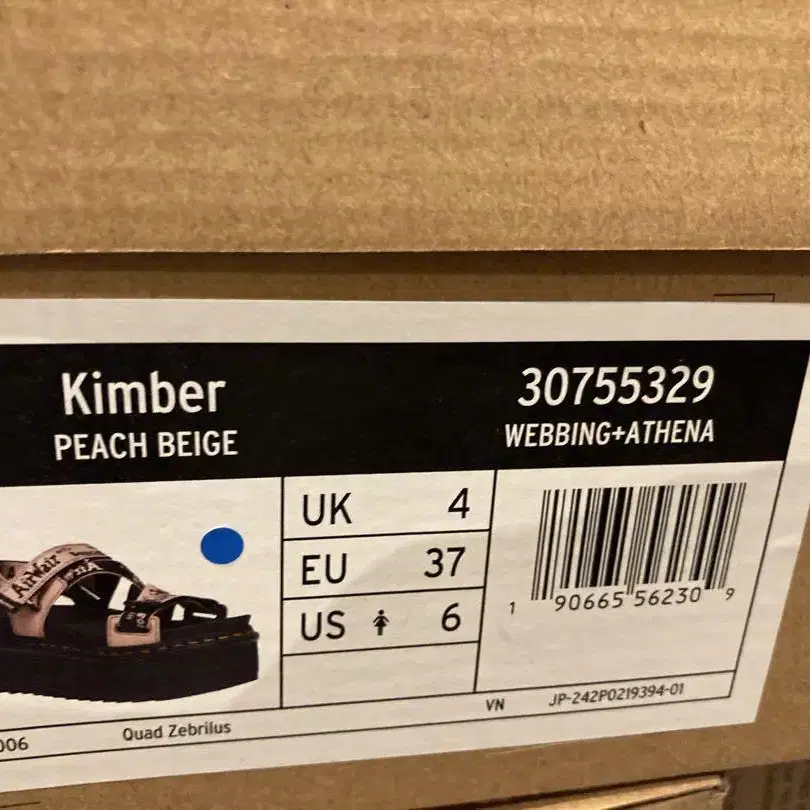 Kimber
PEACH BEIGE
30755329
WEBBING+ATHENA
AirWair
UK 4
EU 37
US 6
1 90665 56230 9
VN
JP-242P0219394-01
006
Quad Zebrilus